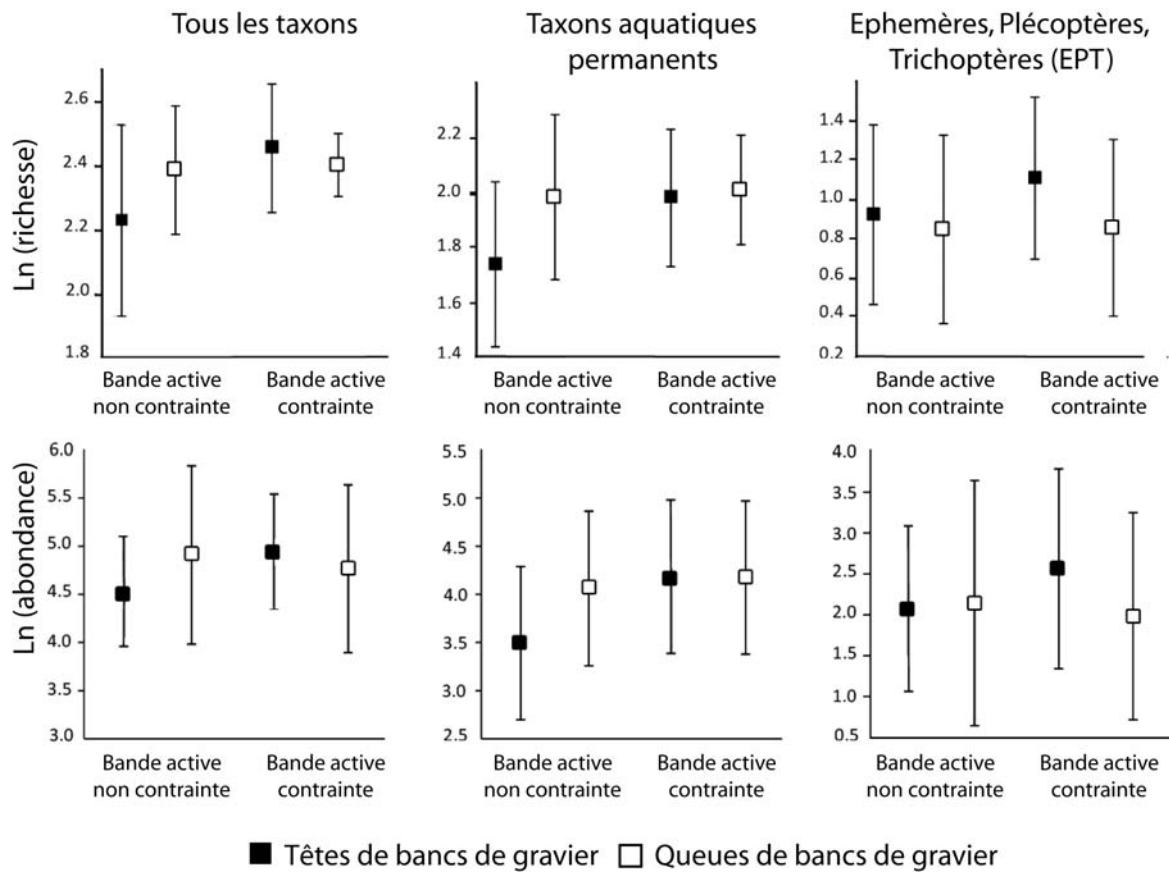 Tous les taxons
Taxons aquatiques
permanents
Ephemères, Plécoptères,
Trichoptères (EPT)
Ln (richesse)
2.6
2.4
2.2
2.0
1.8
2.2
2.0
1.8
1.6
1.4
1.4
1.2
1.0
0.8
0.6
0.4
0.2
Bande active
non contrainte
Bande active
contrainte
Bande active
non contrainte
Bande active
contrainte
Bande active
non contrainte
Bande active
contrainte
Ln (abondance)
6.0
5.5
5.0
4.5
4.0
4.5
3.0
5.5
5.0
4.5
4.0
3.5
3.0
2.5
4.0
3.5
3.0
2.5
2.0
1.5
1.0
0.5
Bande active
non contrainte
Bande active
contrainte
Bande active
non contrainte
Bande active
contrainte
Bande active
non contrainte
Bande active
contrainte
Têtes de bancs de gravier
Queues de bancs de gravier